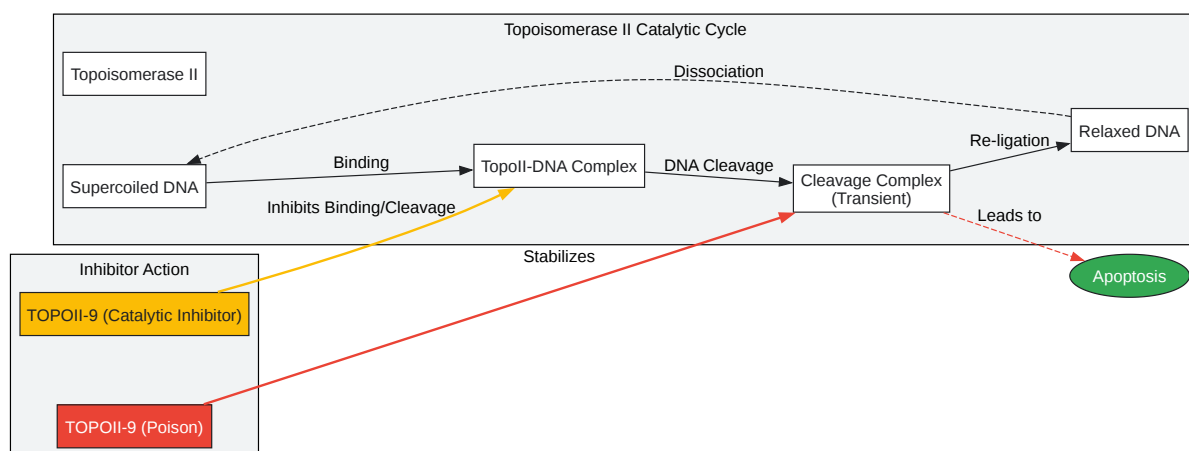 Topoisomerase II Catalytic Cycle
Topoisomerase II
Dissociation
Relaxed DNA
Re-ligation
Binding
TopoII-DNA Complex
DNA Cleavage
Supercoiled DNA
Cleavage Complex
(Transient)
Inhibits Binding/Cleavage
Leads to
Stabilizes
Inhibitor Action
Apoptosis
TOPOII-9 (Catalytic Inhibitor)
TOPOII-9 (Poison)